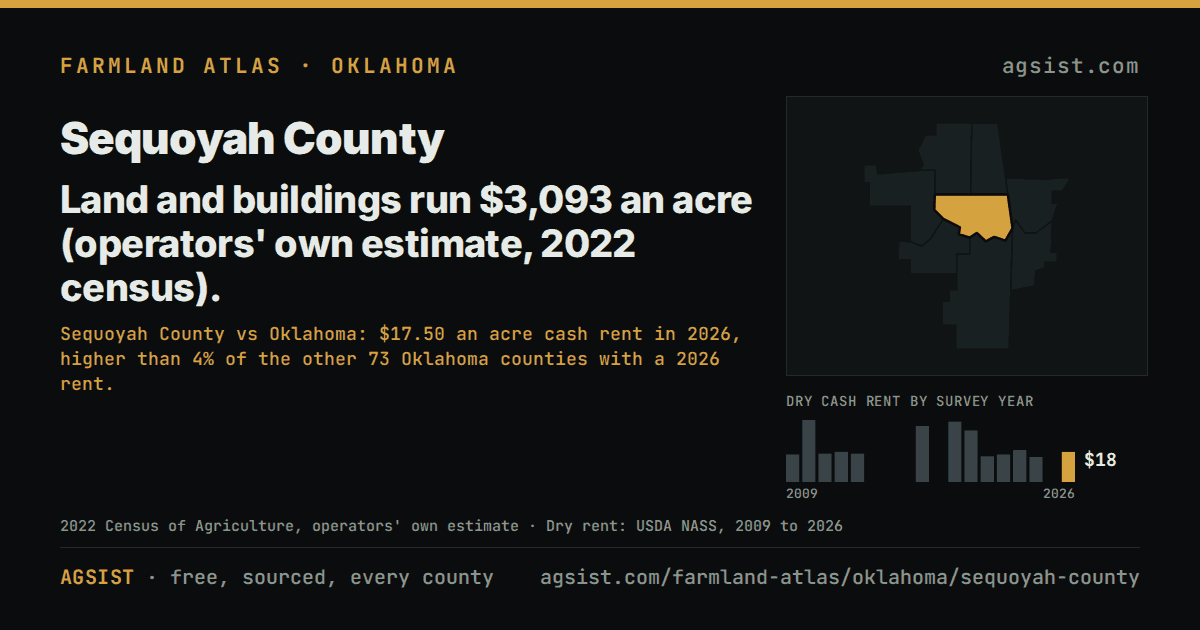 FARMLAND ATLAS · OKLAHOMA
agsist.com
Sequoyah County
Land and buildings run $3,093 an acre
(operators' own estimate, 2022
census).
Sequoyah County vs Oklahoma: $17.50 an acre cash rent in 2026,
higher than 4% of the other 73 Oklahoma counties with a 2026
rent.
DRY CASH RENT BY SURVEY YEAR
$18
2009
2026
2022 Census of Agriculture, operators' own estimate · Dry rent: USDA NASS, 2009 to 2026
AGSIST · free, sourced, every county
agsist.com/farmland-atlas/oklahoma/sequoyah-county